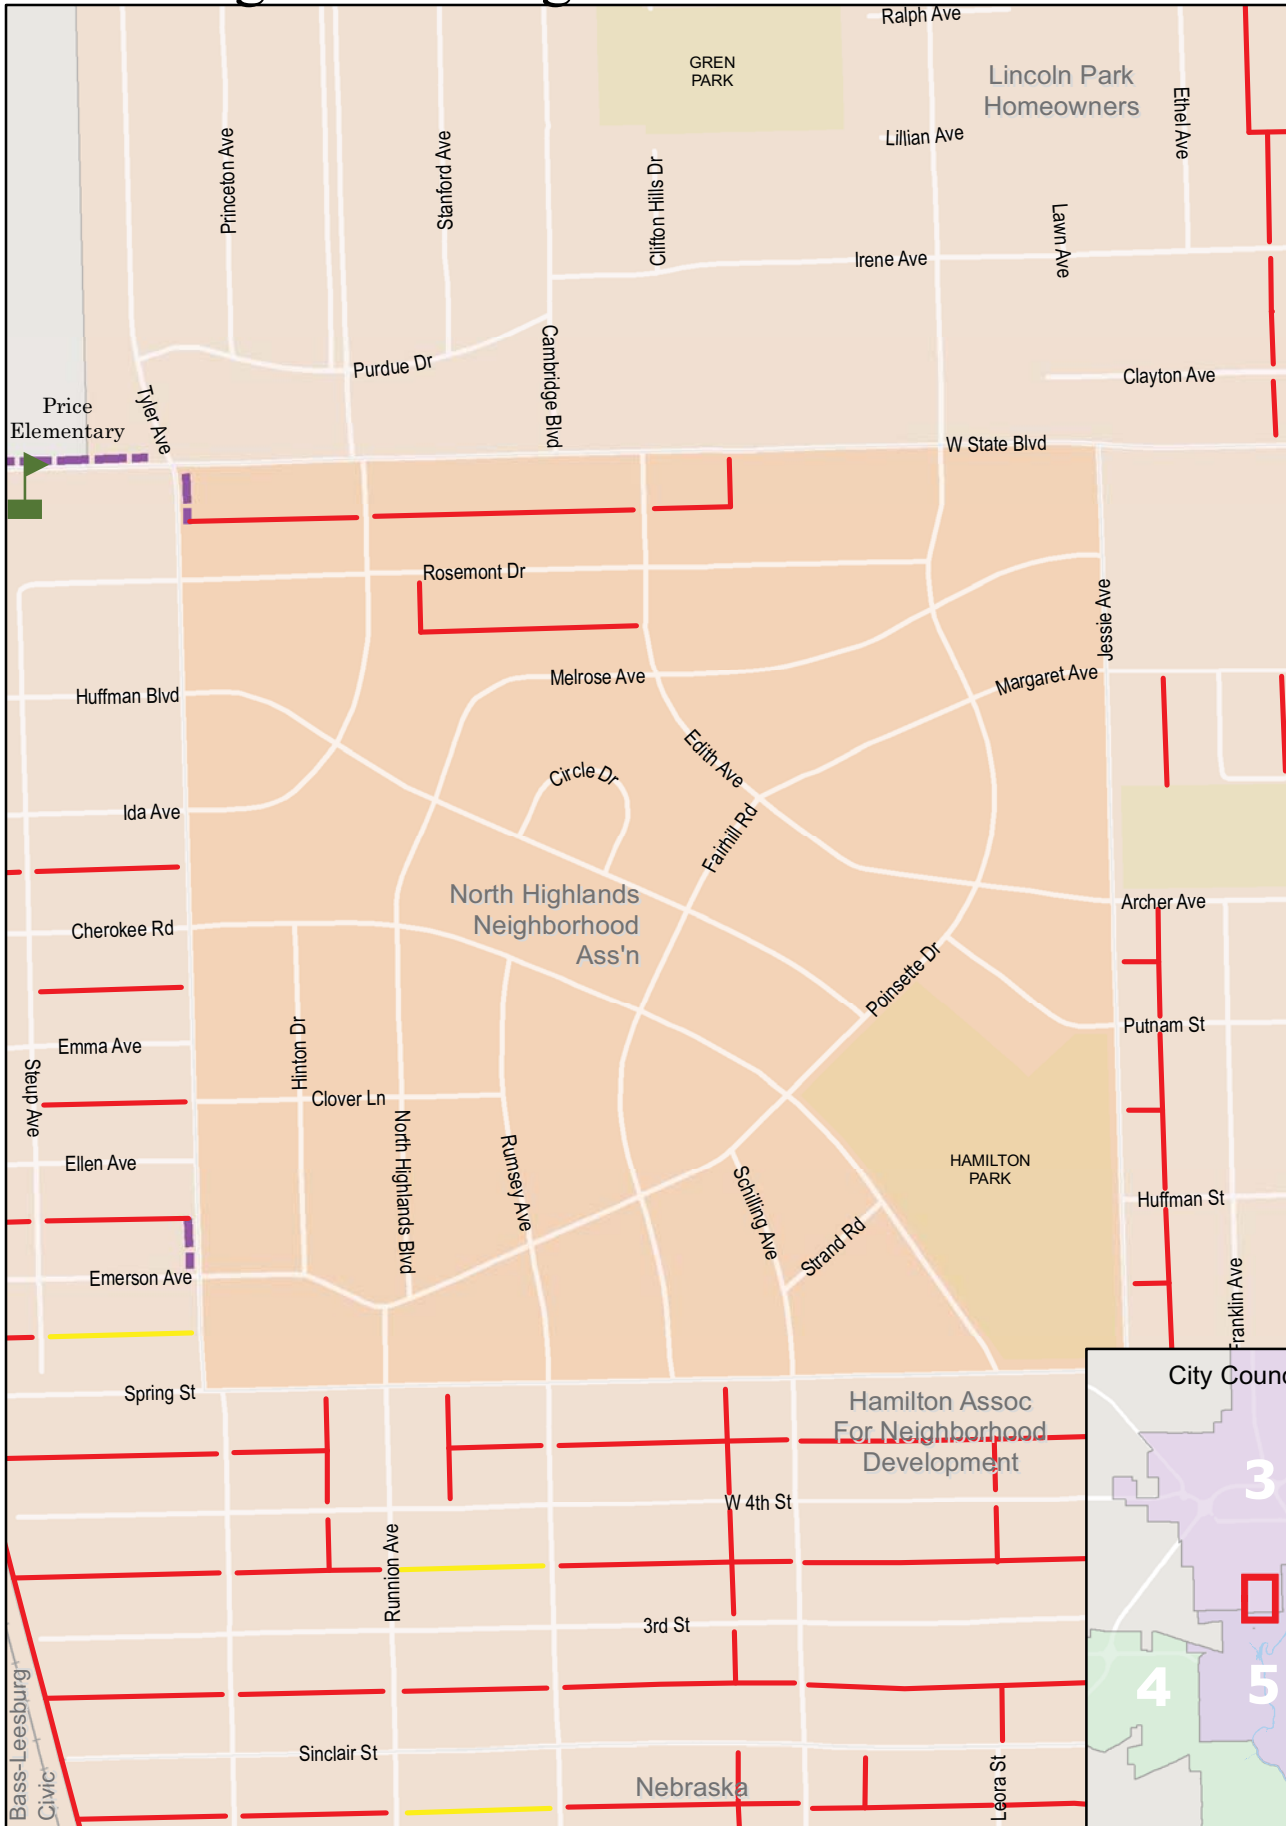 Ralph Ave
GREN
PARK
Lincoln Park
Homeowners
Ethel Ave
Princeton Ave
Stanford Ave
Lillian Ave
Clifton Hills Dr
Lawn Ave
Irene Ave
Cambridge Blvd
Purdue Dr
Clayton Ave
Tyler Ave
Price
Elementary
W State Blvd
Rosemont Dr
Jessie Ave
Melrose Ave
Margaret Ave
Huffman Blvd
Edith Ave
Circle Dr
Ida Ave
Fairhill Rd
North Highlands
Neighborhood
Ass'n
Archer Ave
Cherokee Rd
Poinsette Dr
Putnam St
Emma Ave
Hinton Dr
Steup Ave
Clover Ln
North Highlands Blvd
Rumsey Ave
Ellen Ave
HAMILTON
PARK
Schilling Ave
Huffman St
Strand Rd
Emerson Ave
Franklin Ave
Spring St
City Counc
Hamilton Assoc
For Neighborhood
Development
3
W 4th St
Runnion Ave
3rd St
4
5
Bass-Leesburg
Civic
Sinclair St
Nebraska
Leora St